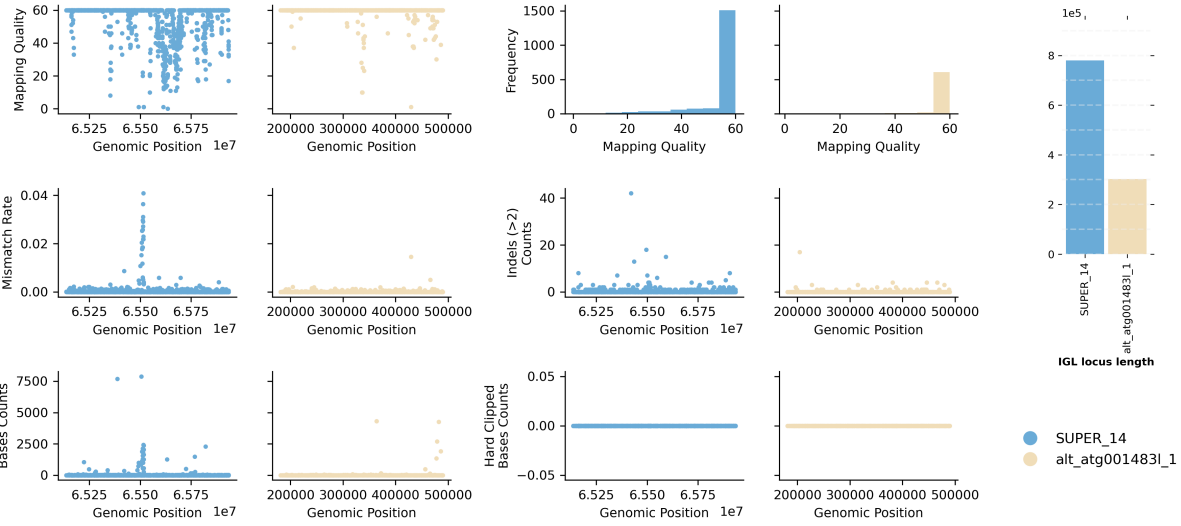 Mapping Quality
60
40
20
0
6.525 6.550 6.575
Genomic Position 1e7
200000 300000 400000 500000
Genomic Position
Frequency
1500
1000
500
0
0 20 40 60
Mapping Quality
0 20 40 60
Mapping Quality
1e5
8
6
4
2
0
SUPER_14
alt_atg001483l_1
IGL locus length
Mismatch Rate
0.04
0.02
0.00
6.525 6.550 6.575
Genomic Position 1e7
200000 300000 400000 500000
Genomic Position
Indels (>2)
Counts
40
20
0
6.525 6.550 6.575
Genomic Position 1e7
200000 300000 400000 500000
Genomic Position
Bases Counts
7500
5000
2500
0
6.525 6.550 6.575
Genomic Position 1e7
200000 300000 400000 500000
Genomic Position
Hard Clipped
Bases Counts
0.05
0.00
−0.05
6.525 6.550 6.575
Genomic Position 1e7
200000 300000 400000 500000
Genomic Position
SUPER_14
alt_atg001483l_1